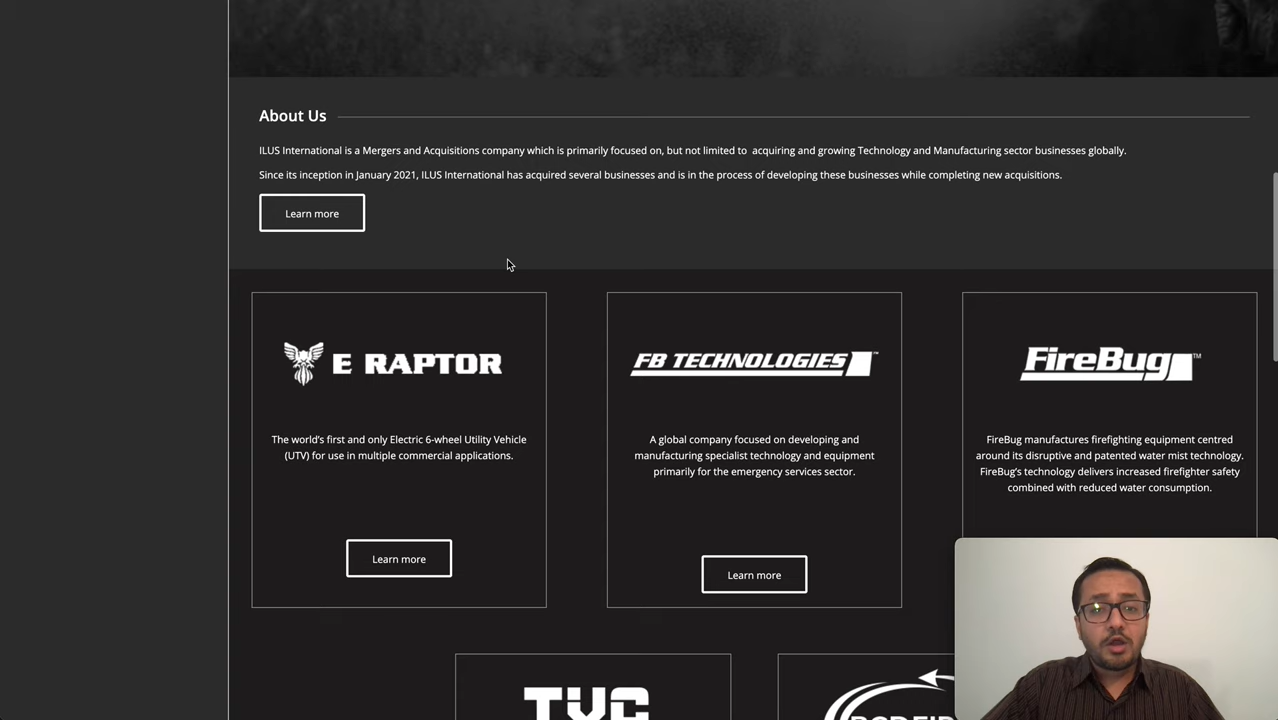 About Us
ILUS International is a Mergers and Acquisitions company which is primarily focused on, but not limited to acquiring and growing Technology and Manufacturing sector businesses globally.
Since its inception in January 2021, ILUS International has acquired several businesses and is in the process of developing these businesses while completing new acquisitions.
Learn more
E RAPTOR
The world's first and only Electric 6-wheel Utility Vehicle
(UTV) for use in multiple commercial applications.
Learn more
FB TECHNOLOGIES™
A global company focused on developing and
manufacturing specialist technology and equipment
primarily for the emergency services sector.
Learn more
FireBug™
FireBug manufactures firefighting equipment centred
around its disruptive and patented water mist technology.
FireBug's technology delivers increased firefighter safety
combined with reduced water consumption.